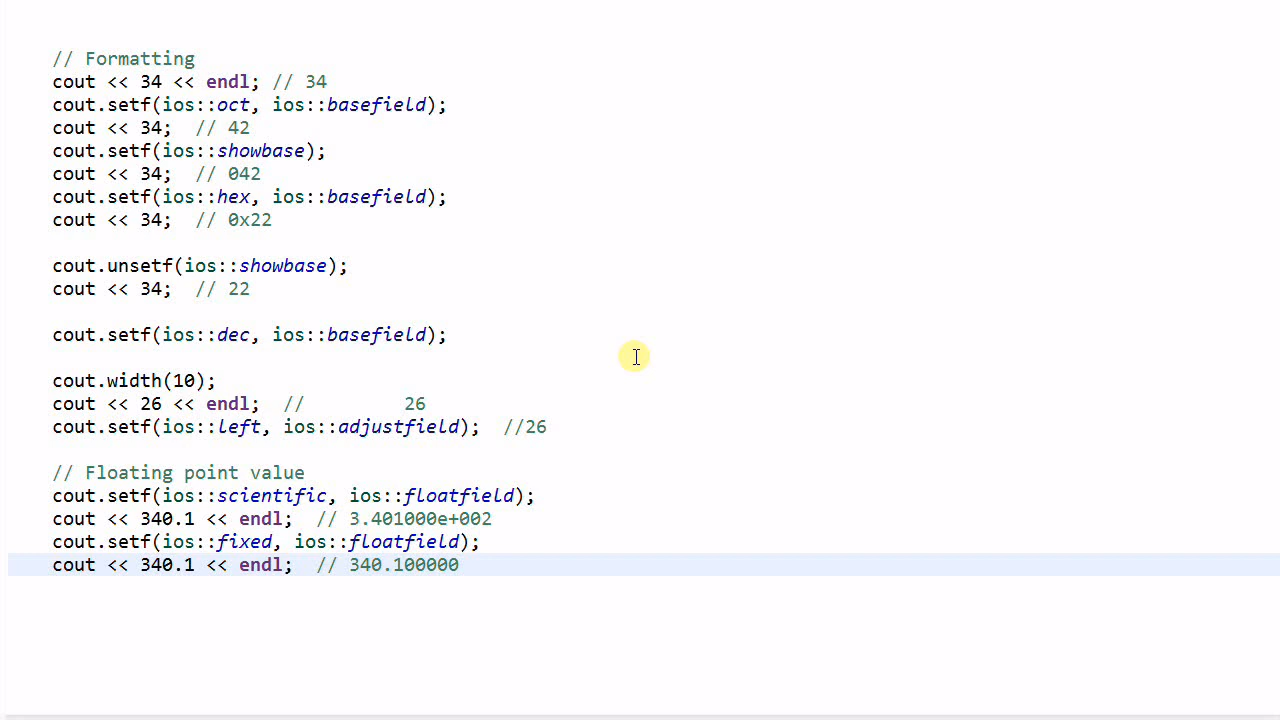 // Formatting
cout << 34 << endl; // 34
cout.setf(ios::oct, ios::basefield);
cout << 34;  // 42
cout.setf(ios::showbase);
cout << 34;  // 042
cout.setf(ios::hex, ios::basefield);
cout << 34;  // 0x22
cout.unsetf(ios::showbase);
cout << 34;  // 22
cout.setf(ios::dec, ios::basefield);
cout.width(10);
cout << 26 << endl;  //         26
cout.setf(ios::left, ios::adjustfield);  //26
// Floating point value
cout.setf(ios::scientific, ios::floatfield);
cout << 340.1 << endl;  // 3.401000e+002
cout.setf(ios::fixed, ios::floatfield);
cout << 340.1 << endl;  // 340.100000